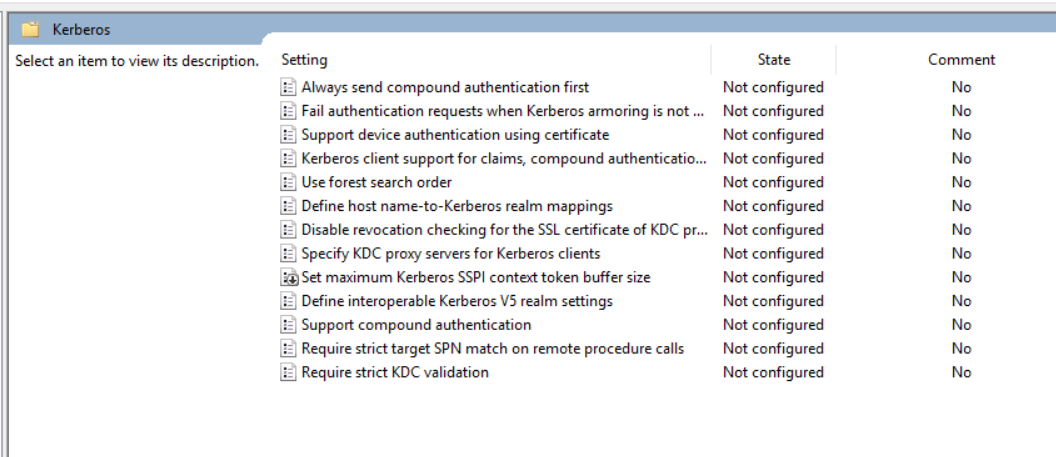 Kerberos
Select an item to view its description.
Setting State Comment
Always send compound authentication first Not configured No
Fail authentication requests when Kerberos armoring is not ... Not configured No
Support device authentication using certificate Not configured No
Kerberos client support for claims, compound authenticatio... Not configured No
Use forest search order Not configured No
Define host name-to-Kerberos realm mappings Not configured No
Disable revocation checking for the SSL certificate of KDC pr... Not configured No
Specify KDC proxy servers for Kerberos clients Not configured No
Set maximum Kerberos SSPI context token buffer size Not configured No
Define interoperable Kerberos V5 realm settings Not configured No
Support compound authentication Not configured No
Require strict target SPN match on remote procedure calls Not configured No
Require strict KDC validation Not configured No